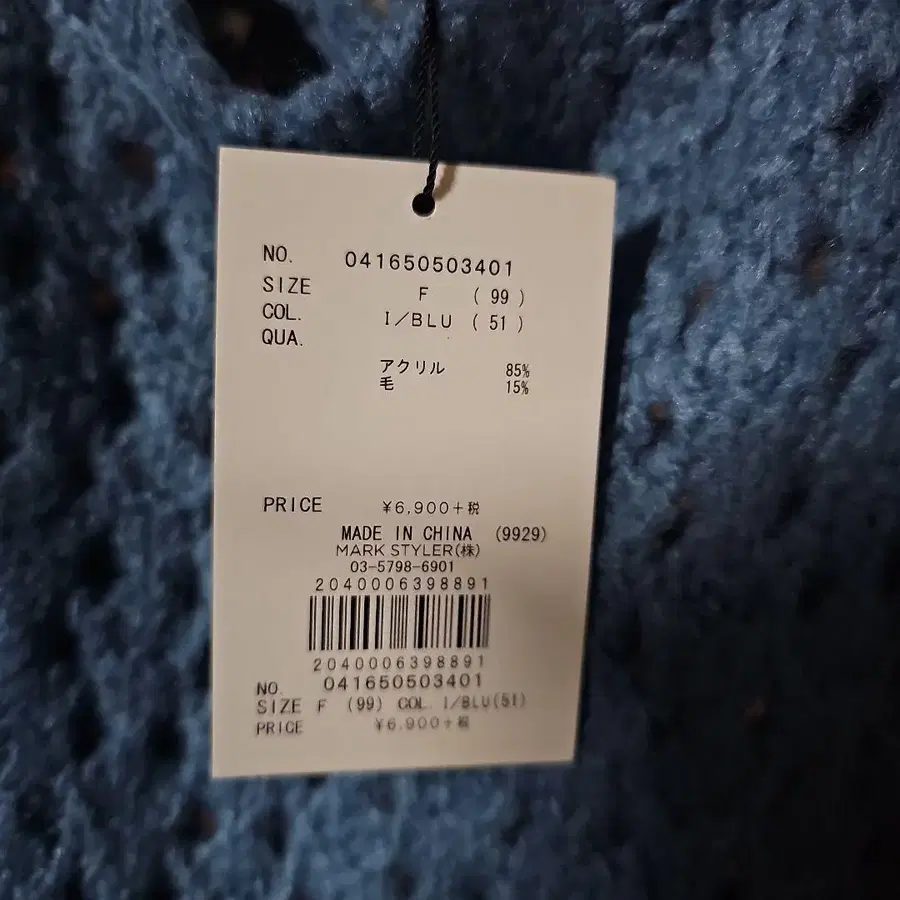 NO. 041650503401
SIZE F (99)
COL. I/BLU (51)
QUA.
アクリル 85%
毛 15%
PRICE ¥6,900+税
MADE IN CHINA (9929)
MARK STYLER(株)
03-5798-6901
2040006398891
2040006398891
NO. 041650503401
SIZE F (99) COL. I/BLU(51)
PRICE ¥6,900+税